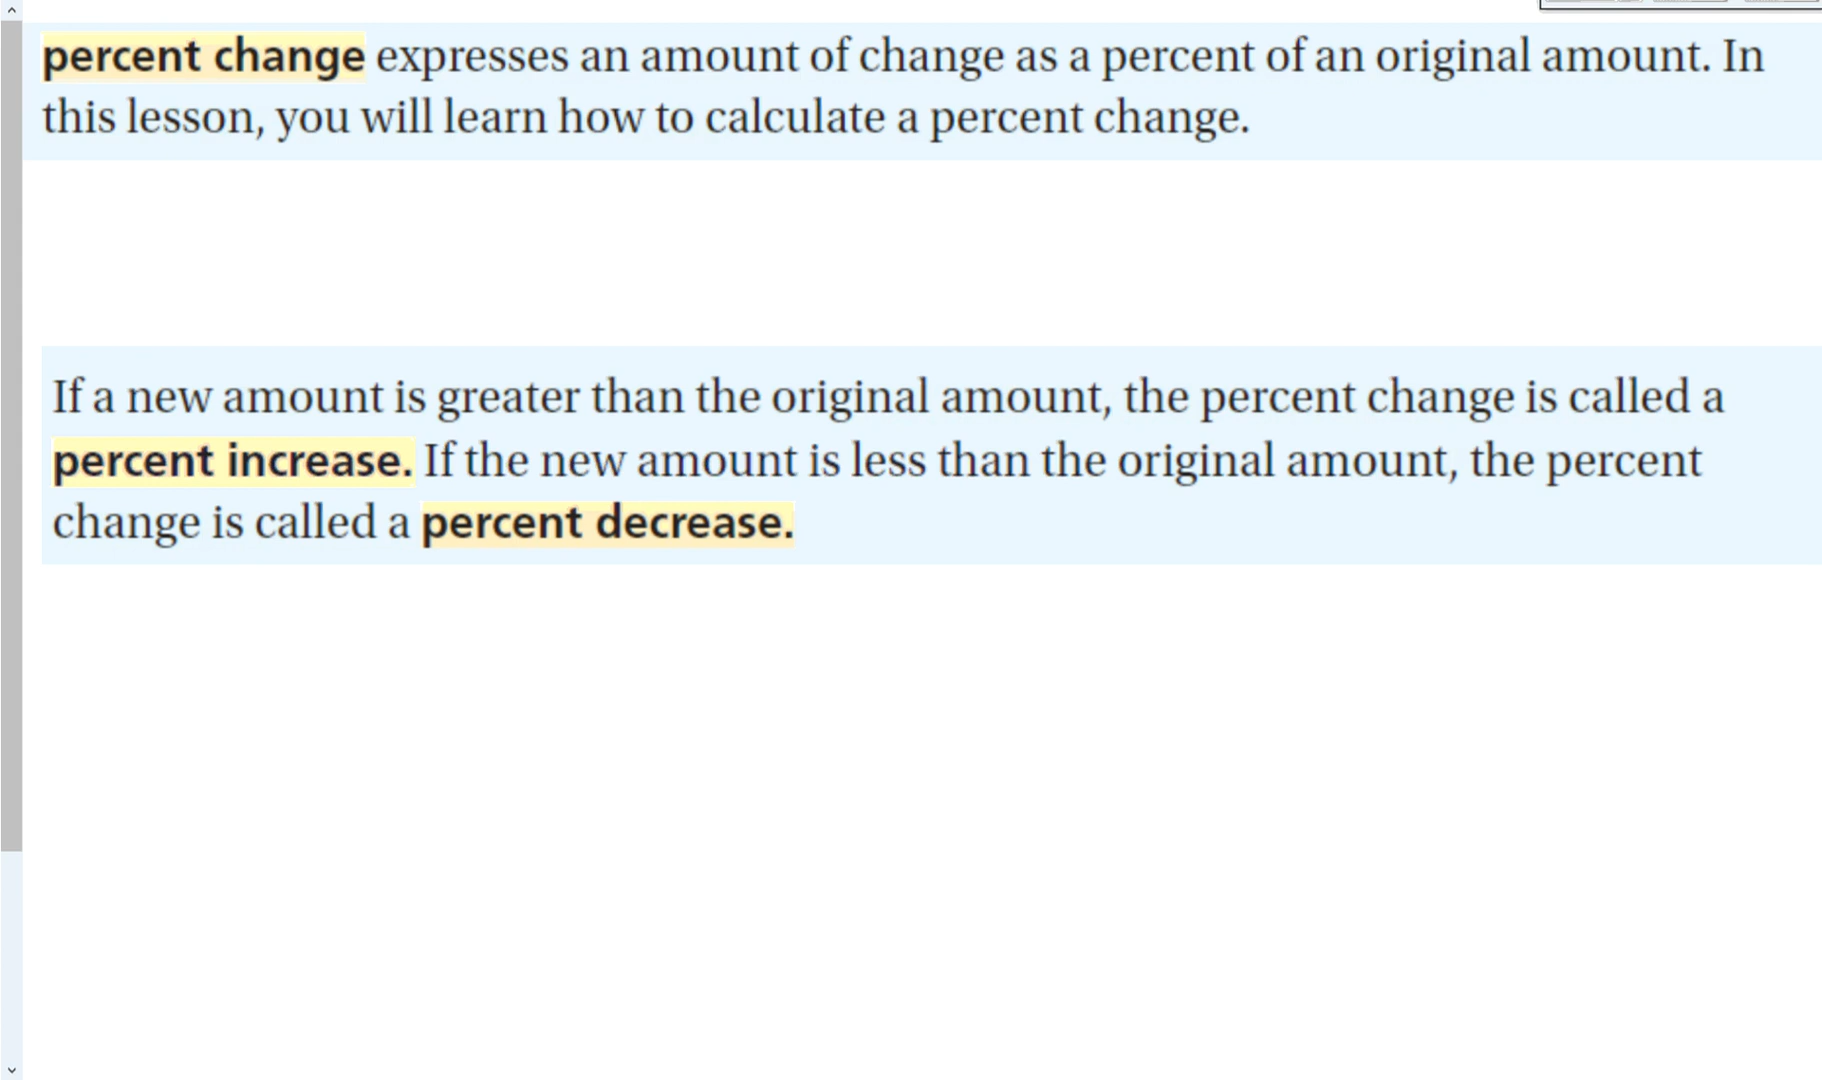 percent change expresses an amount of change as a percent of an original amount. In
this lesson, you will learn how to calculate a percent change.
If a new amount is greater than the original amount, the percent change is called a
percent increase. If the new amount is less than the original amount, the percent
change is called a percent decrease.